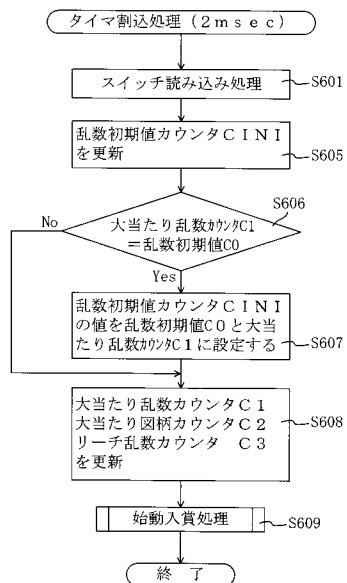 タイマ割込処理(2msec)
スイッチ読み込み処理
S601
乱数初期値カウンタCINI
を更新
S605
S606
No
大当たり乱数カウンタC1
=乱数初期値C0
Yes
乱数初期値カウンタCINI
の値を乱数初期値C0と大当
たり乱数カウンタC1に設定する
S607
大当たり乱数カウンタC1
大当たり図柄カウンタC2
リーチ乱数カウンタ C3
を更新
S608
始動入賞処理
S609
終了